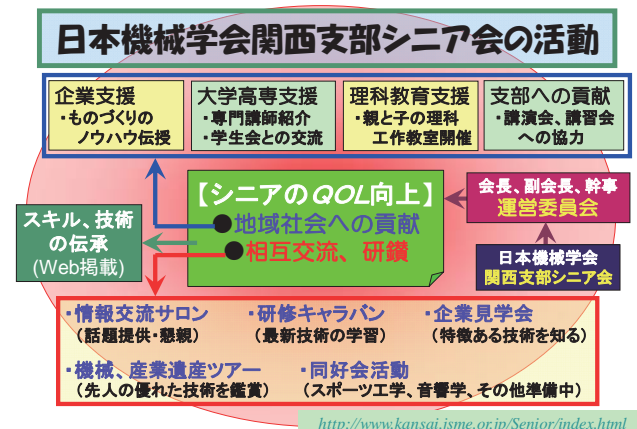 日本機械学会関西支部シニア会の活動
企業支援
・ものづくりの
ノウハウ伝授
大学高専支援
・専門講師紹介
・学生会との交流
理科教育支援
・親と子の理科
工作教室開催
支部への貢献
・講演会、講習会
への協力
【シニアのQOL向上】
●地域社会への貢献
●相互交流、研鑽
会長、副会長、幹事
運営委員会
スキル、技術
の伝承
(Web掲載)
日本機械学会
関西支部シニア会
・情報交流サロン
（話題提供・懇親）
・研修キャラバン
（最新技術の学習）
・企業見学会
（特徴ある技術を知る）
・機械、産業遺産ツアー
（先人の優れた技術を鑑賞）
・同好会活動
（スポーツ工学、音響学、その他準備中）
http://www.kansai.jsme.or.jp/Senior/index.html